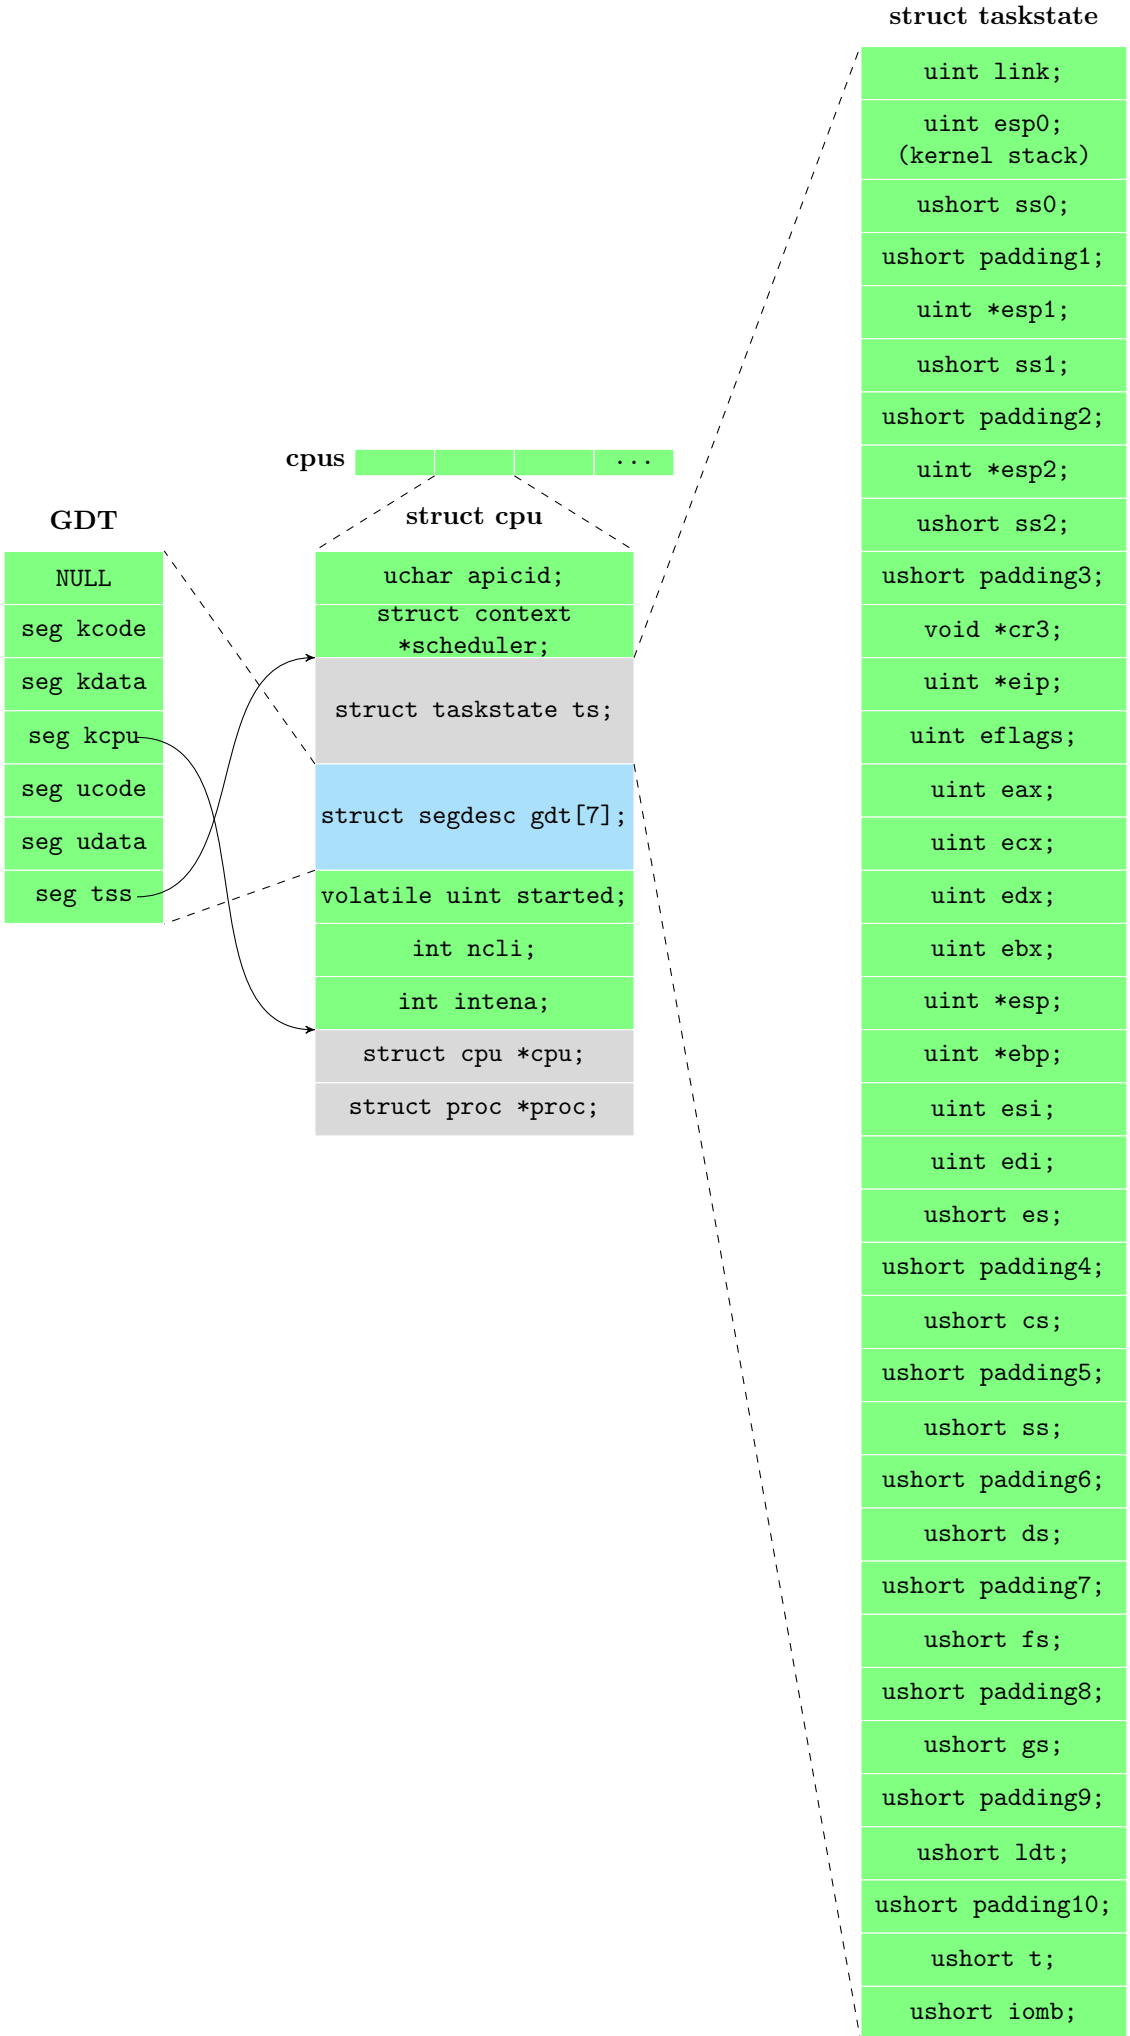 struct taskstate
uint link;
uint esp0;
(kernel stack)
ushort ss0;
ushort padding1;
uint *esp1;
ushort ss1;
ushort padding2;
uint *esp2;
ushort ss2;
ushort padding3;
void *cr3;
uint *eip;
uint eflags;
uint eax;
uint ecx;
uint edx;
uint ebx;
uint *esp;
uint *ebp;
uint esi;
uint edi;
ushort es;
ushort padding4;
ushort cs;
ushort padding5;
ushort ss;
ushort padding6;
ushort ds;
ushort padding7;
ushort fs;
ushort padding8;
ushort gs;
ushort padding9;
ushort ldt;
ushort padding10;
ushort t;
ushort iomb;
cpus
...
struct cpu
uchar apicid;
struct context
*scheduler;
struct taskstate ts;
struct segdesc gdt[7];
volatile uint started;
int ncli;
int intena;
struct cpu *cpu;
struct proc *proc;
GDT
NULL
seg kcode
seg kdata
seg kcpu
seg ucode
seg udata
seg tss